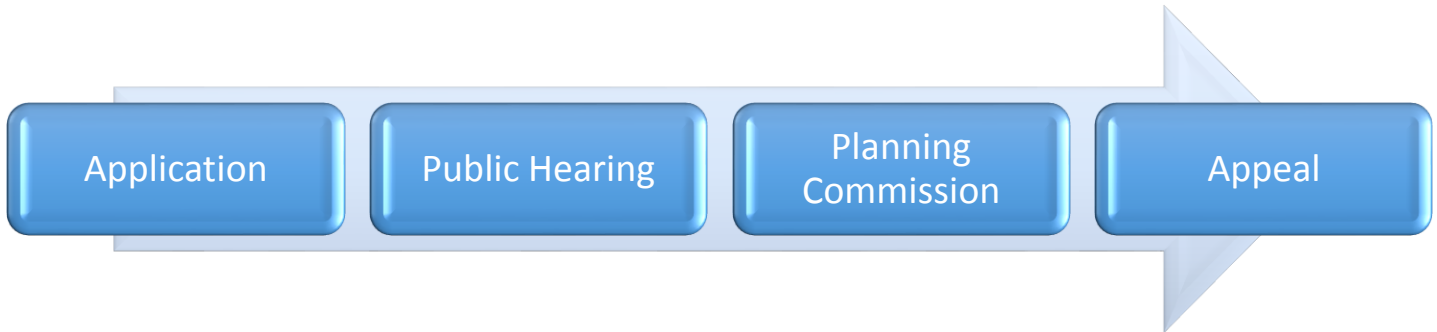 Application
Public Hearing
Planning
Commission
Appeal